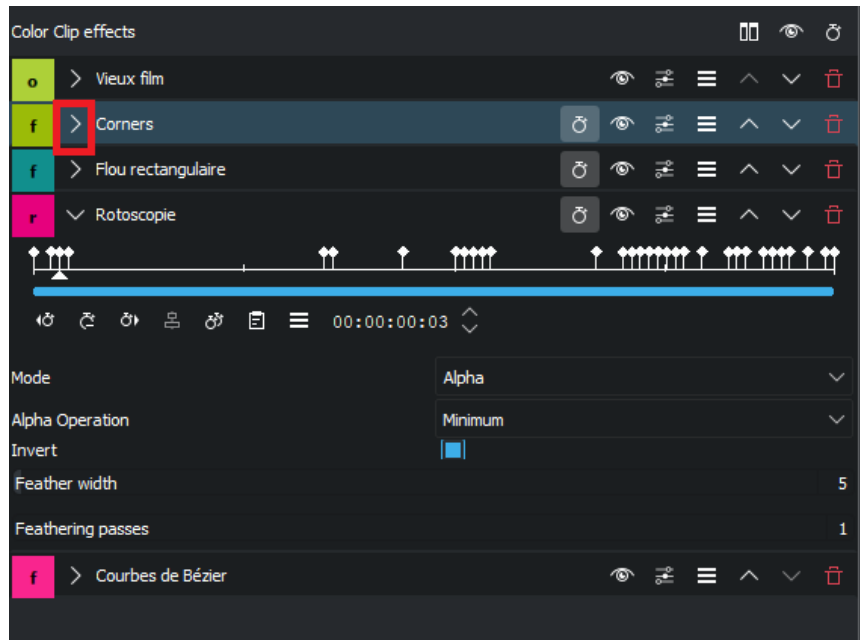 Color Clip effects
o Vieux film
f Corners
f Flou rectangulaire
r Rotoscopie
00:00:00:03
Mode Alpha
Alpha Operation Minimum
Invert
Feather width 5
Feathering passes 1
f Courbes de Bézier